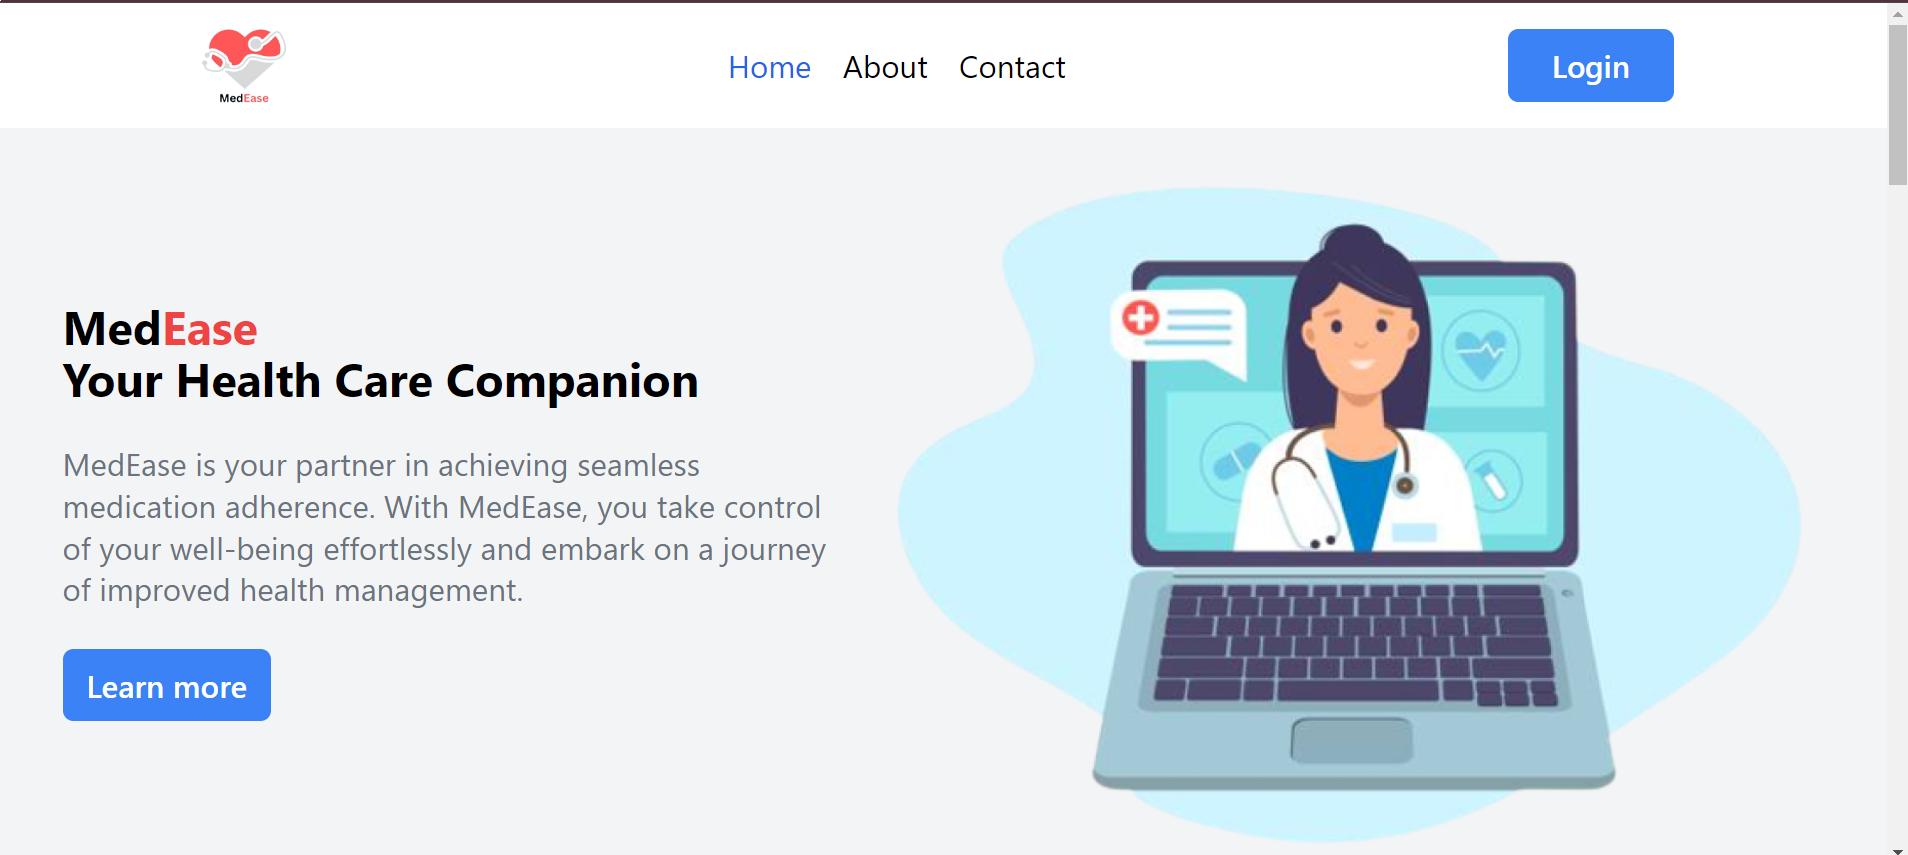 MedEase
Home About Contact
Login
MedEase
Your Health Care Companion
MedEase is your partner in achieving seamless
medication adherence. With MedEase, you take control
of your well-being effortlessly and embark on a journey
of improved health management.
Learn more